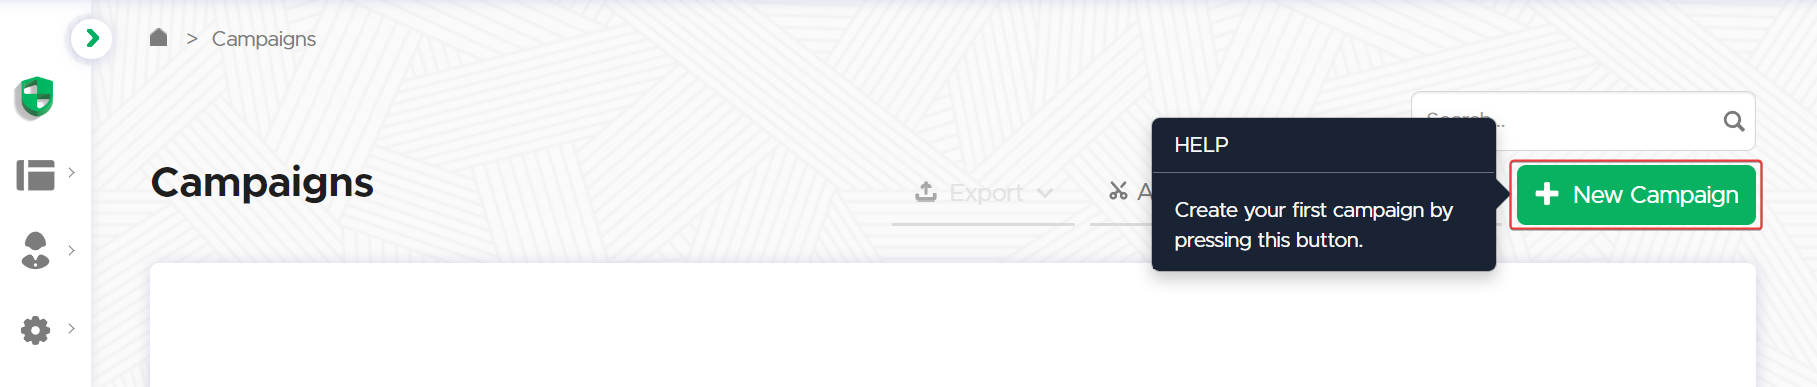 > Campaigns
Search...
HELP
Campaigns
Export
A
New Campaign
Create your first campaign by
pressing this button.